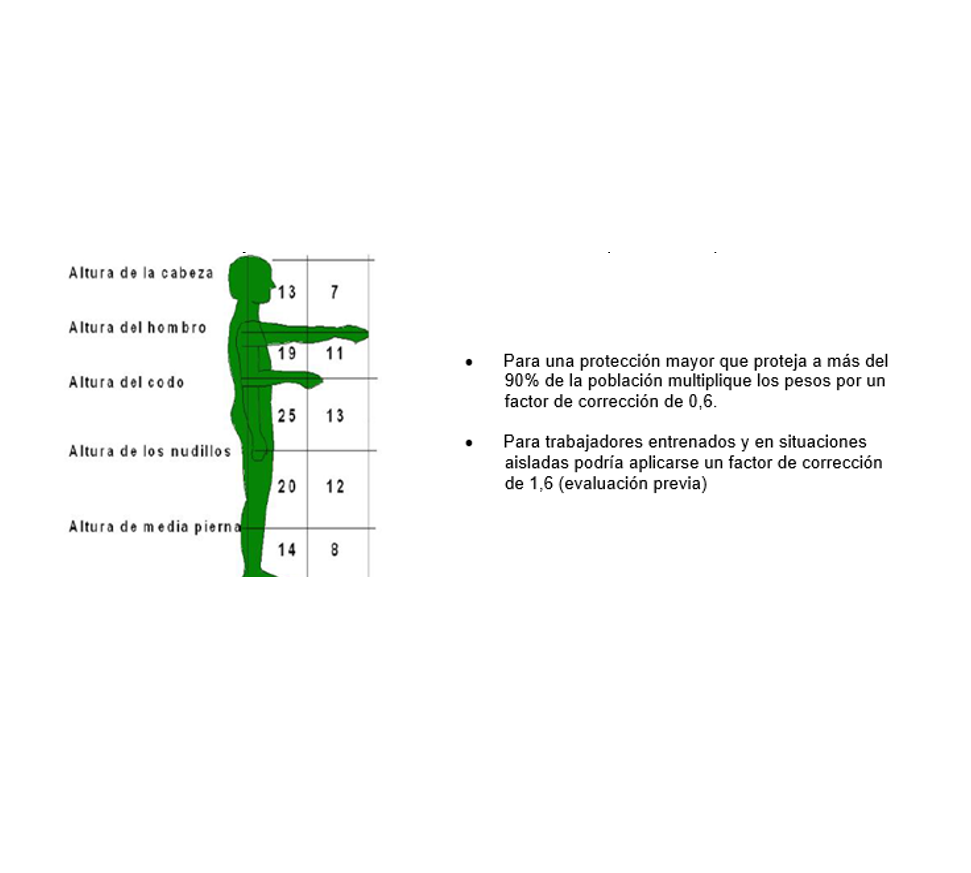 Altura de la cabeza
13 7
Altura del hombro
19 11
Altura del codo
25 13
Altura de los nudillos
20 12
Altura de media pierna
14 8
• Para una protección mayor que proteja a más del
90% de la población multiplique los pesos por un
factor de corrección de 0,6.
• Para trabajadores entrenados y en situaciones
aisladas podría aplicarse un factor de corrección
de 1,6 (evaluación previa)